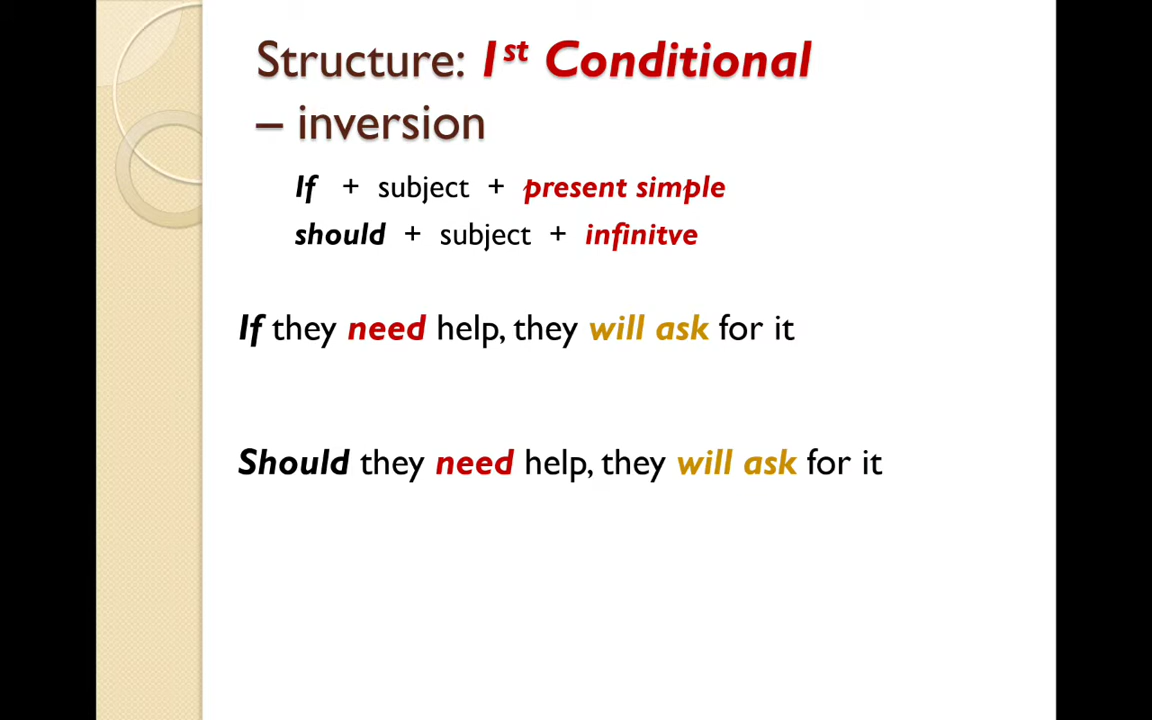 Structure: 1st Conditional
– inversion
If + subject + present simple
should + subject + infinitve
If they need help, they will ask for it
Should they need help, they will ask for it